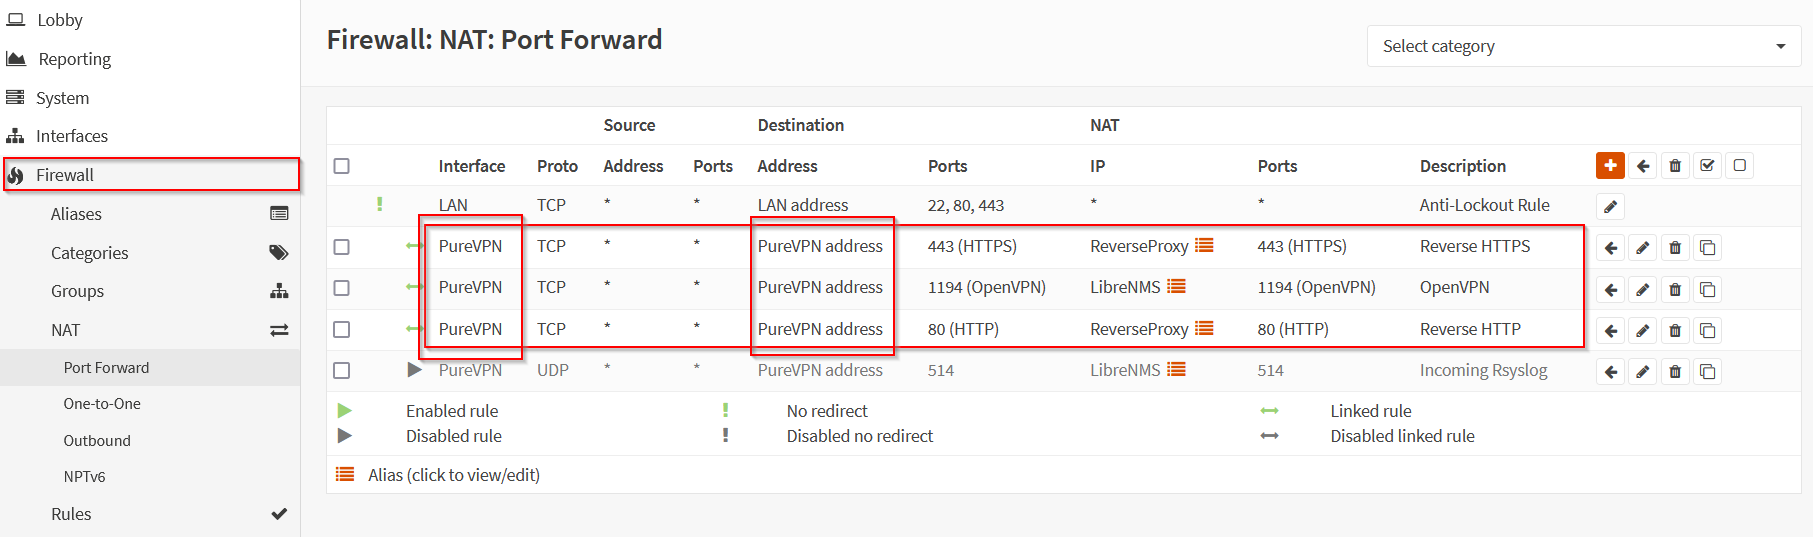 Lobby
Reporting
System
Interfaces
Firewall
Aliases
Categories
Groups
NAT
Port Forward
One-to-One
Outbound
NPTv6
Rules
Firewall: NAT: Port Forward
Select category
Source Destination NAT
Interface Proto Address Ports Address Ports IP Ports Description
LAN TCP * * LAN address 22, 80, 443 * * Anti-Lockout Rule
PureVPN TCP * * PureVPN address 443 (HTTPS) ReverseProxy 443 (HTTPS) Reverse HTTPS
PureVPN TCP * * PureVPN address 1194 (OpenVPN) LibreNMS 1194 (OpenVPN) OpenVPN
PureVPN TCP * * PureVPN address 80 (HTTP) ReverseProxy 80 (HTTP) Reverse HTTP
PureVPN UDP * * PureVPN address 514 LibreNMS 514 Incoming Rsyslog
Enabled rule No redirect Linked rule
Disabled rule Disabled no redirect Disabled linked rule
Alias (click to view/edit)